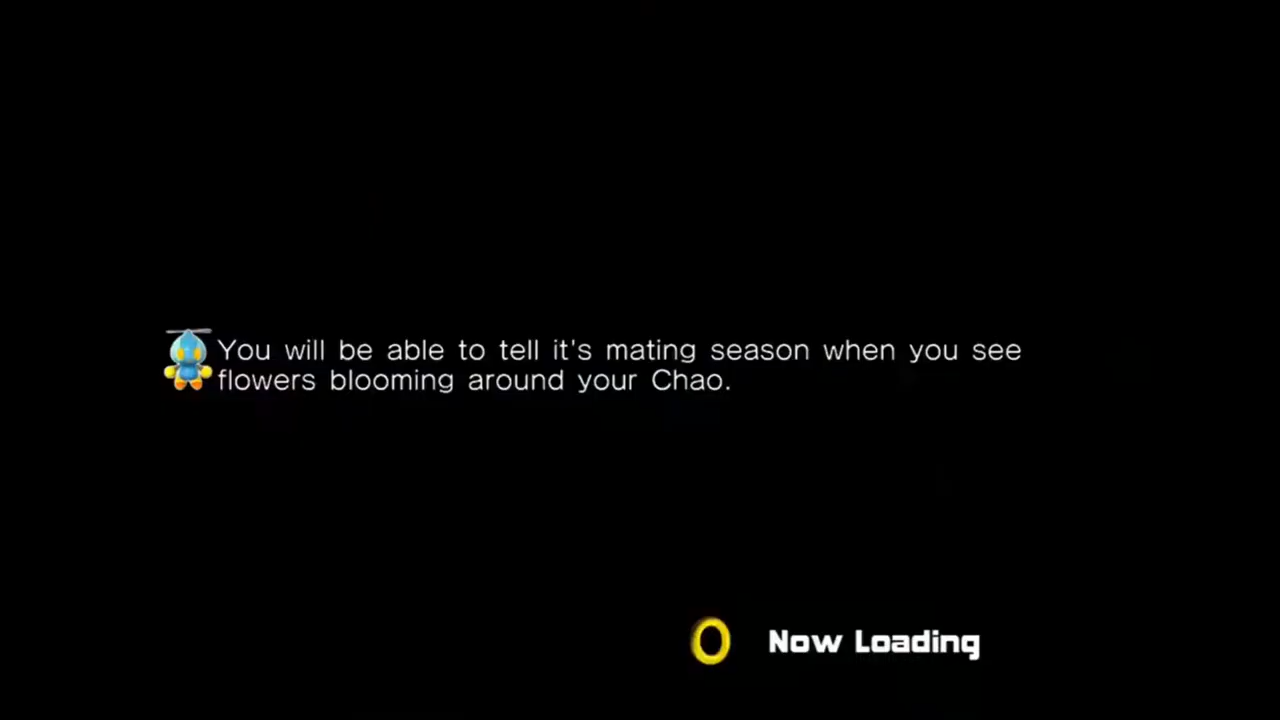 You will be able to tell it's mating season when you see
flowers blooming around your Chao.
Now Loading